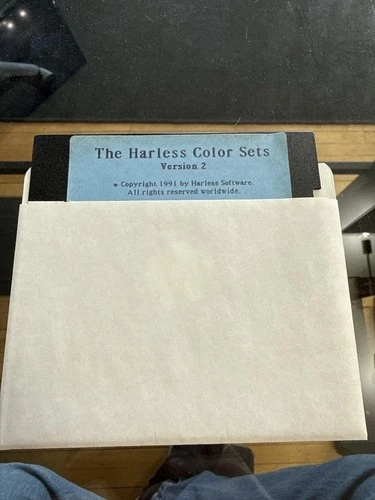 The Harless Color Sets
Version 2
© Copyright 1991 by Harless Software.
All rights reserved worldwide.